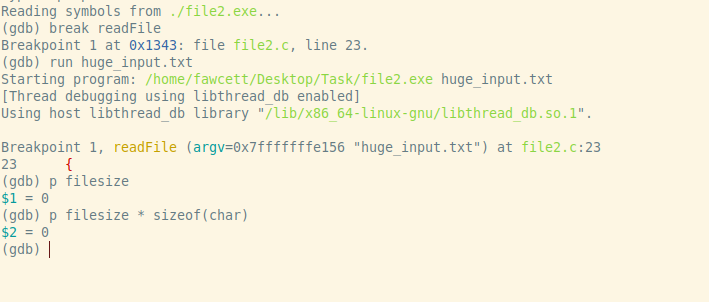 Reading symbols from ./file2.exe...
(gdb) break readFile
Breakpoint 1 at 0x1343: file file2.c, line 23.
(gdb) run huge_input.txt
Starting program: /home/fawcett/Desktop/Task/file2.exe huge_input.txt
[Thread debugging using libthread_db enabled]
Using host libthread_db library "/lib/x86_64-linux-gnu/libthread_db.so.1".
Breakpoint 1, readFile (argv=0x7fffffffe156 "huge_input.txt") at file2.c:23
23 {
(gdb) p filesize
$1 = 0
(gdb) p filesize * sizeof(char)
$2 = 0
(gdb)